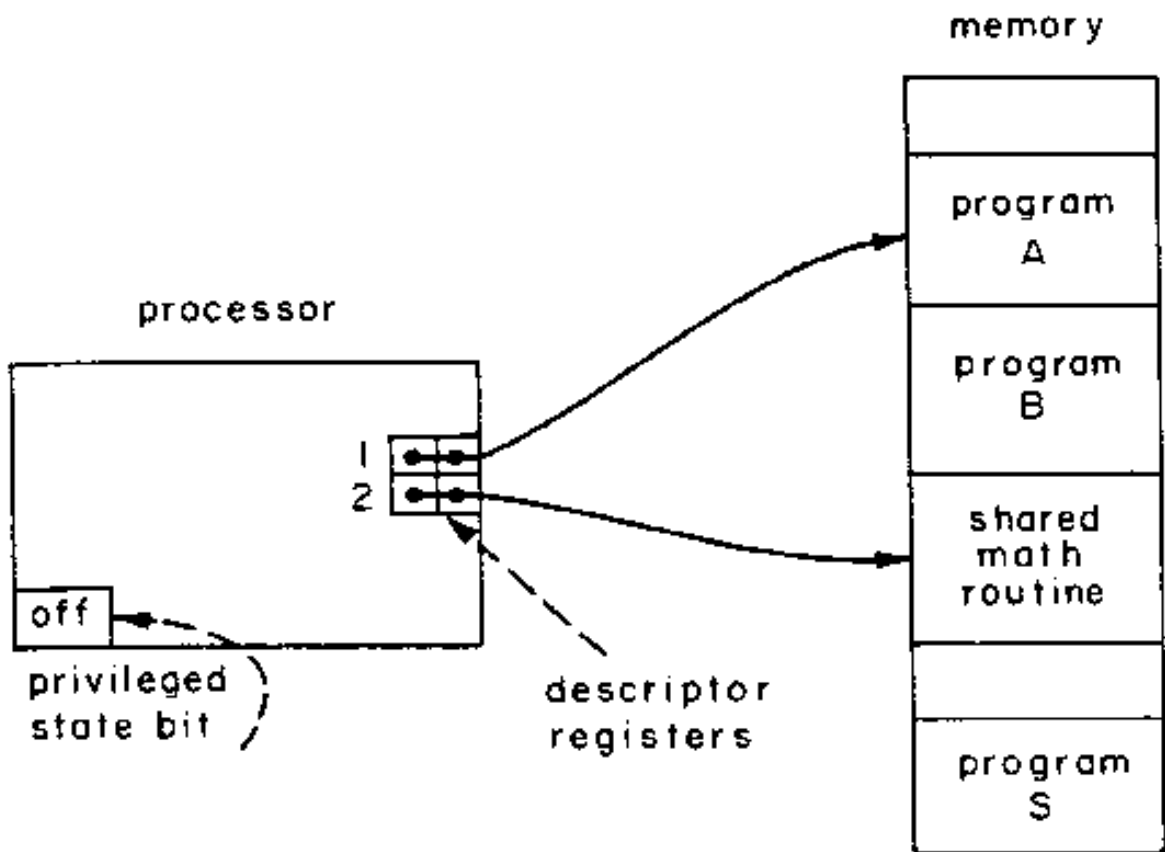 memory
program
A
processor
program
B
1
2
shared
math
routine
off
privileged
state bit
descriptor
registers
program
S